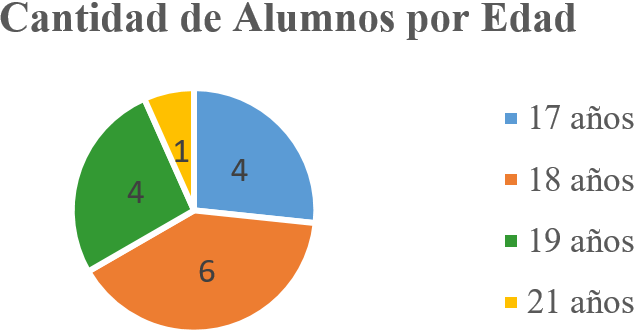 Cantidad de Alumnos por Edad
1
4
4
6
17 años
18 años
19 años
21 años